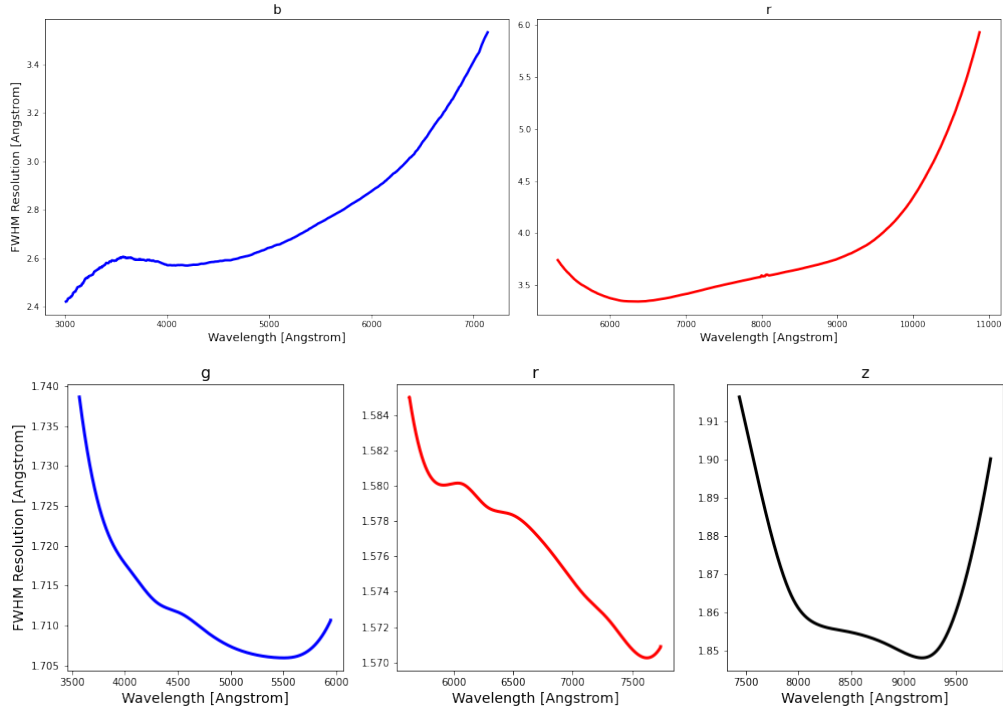 b
FWHM Resolution [Angstrom]
3.4
3.2
3.0
2.8
2.6
2.4
3000 4000 5000 6000 7000
Wavelength [Angstrom]
r
6.0
5.5
5.0
4.5
4.0
3.5
6000 7000 8000 9000 10000 11000
Wavelength [Angstrom]
g
FWHM Resolution [Angstrom]
1.740
1.735
1.730
1.725
1.720
1.715
1.710
1.705
3500 4000 4500 5000 5500 6000
Wavelength [Angstrom]
r
1.584
1.582
1.580
1.578
1.576
1.574
1.572
1.570
6000 6500 7000 7500
Wavelength [Angstrom]
z
1.91
1.90
1.89
1.88
1.87
1.86
1.85
7500 8000 8500 9000 9500
Wavelength [Angstrom]